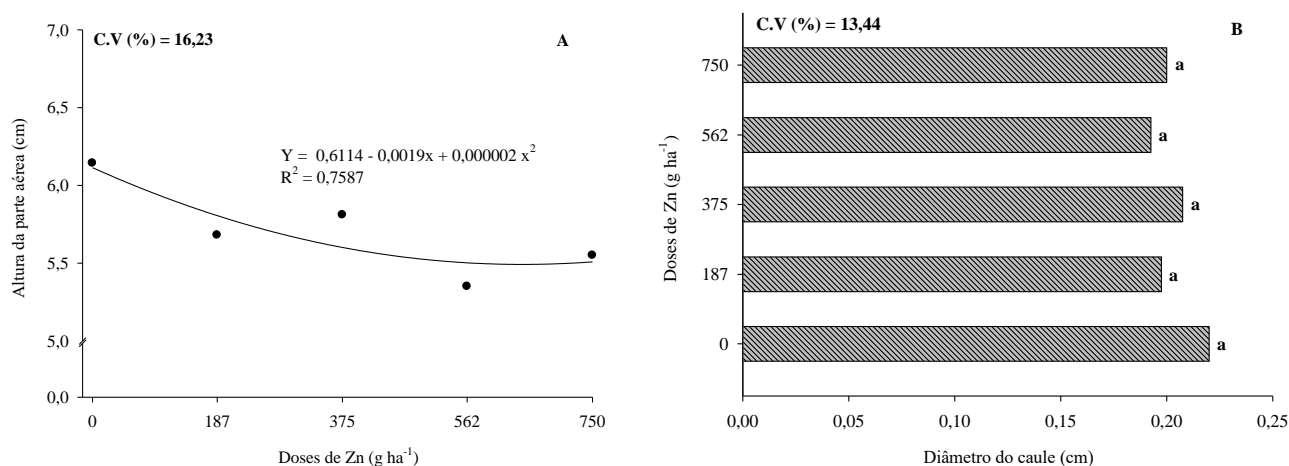 C.V (%) = 16,23
A
7,0
6,5
6,0
5,5
5,0
0,0
Altura da parte aérea (cm)
Y = 0,6114 - 0,0019x + 0,000002 x²
R² = 0,7587
0 187 375 562 750
Doses de Zn (g ha⁻¹)
C.V (%) = 13,44
B
Doses de Zn (g ha⁻¹)
750 a
562 a
375 a
187 a
0 a
0,00 0,05 0,10 0,15 0,20 0,25
Diâmetro do caule (cm)